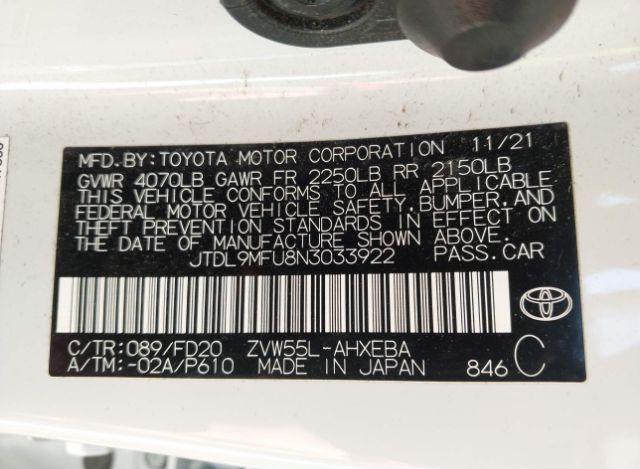 MFD.BY:TOYOTA MOTOR CORPORATION 11/21
GVWR 4070LB GAWR FR 2250LB RR 2150LB
THIS VEHICLE CONFORMS TO ALL APPLICABLE
FEDERAL MOTOR VEHICLE SAFETY,BUMPER,AND
THEFT PREVENTION STANDARDS IN EFFECT ON
THE DATE OF MANUFACTURE SHOWN ABOVE.
JTDL9MFU8N3033922 PASS.CAR
C/TR:089/FD20 ZVW55L-AHXEBA
A/TM:-02A/P610 MADE IN JAPAN 846 C